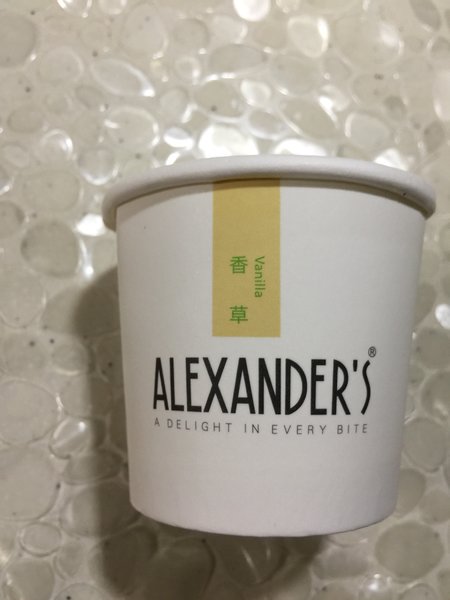 香草
Vanilla
ALEXANDER'S®
A DELIGHT IN EVERY BITE